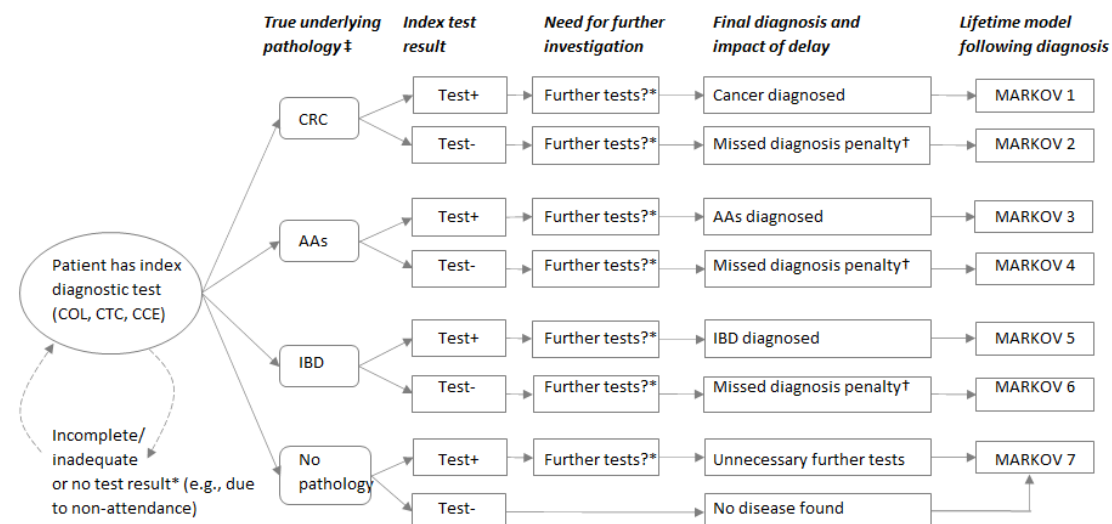 True underlying
pathology ‡
Index test
result
Need for further
investigation
Final diagnosis and
impact of delay
Lifetime model
following diagnosis
CRC
Test+
Further tests?*
Cancer diagnosed
MARKOV 1
Test-
Further tests?*
Missed diagnosis penalty†
MARKOV 2
AAs
Test+
Further tests?*
AAs diagnosed
MARKOV 3
Test-
Further tests?*
Missed diagnosis penalty†
MARKOV 4
Patient has index
diagnostic test
(COL, CTC, CCE)
IBD
Test+
Further tests?*
IBD diagnosed
MARKOV 5
Test-
Further tests?*
Missed diagnosis penalty†
MARKOV 6
Incomplete/
inadequate
or no test result* (e.g., due
to non-attendance)
No
pathology
Test+
Further tests?*
Unnecessary further tests
MARKOV 7
Test-
No disease found